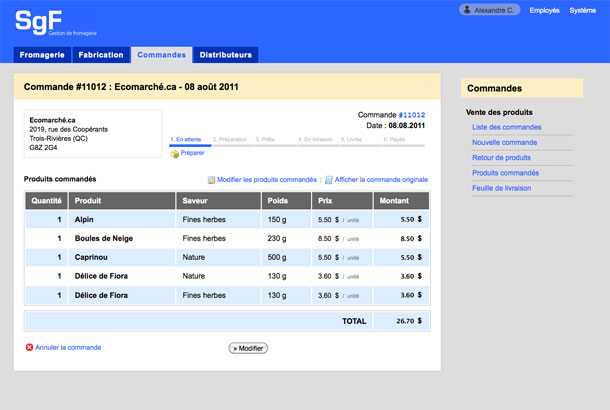 SgF
Gestion de fromagerie
Alexandre C. Employés Système
Fromagerie Fabrication Commandes Distributeurs
Commande #11012 : Ecomarché.ca - 08 août 2011
Ecomarché.ca
2019, rue des Coopérants
Trois-Rivières (QC)
G8Z 2G4
Commande #11012
Date : 08.08.2011
1. En attente 2. Préparation 3. Prête 4. En livraison 5. Livrée 6. Payée
Préparer
Produits commandés Modifier les produits commandés | Afficher la commande originale
Quantité Produit Saveur Poids Prix Montant
1 Alpin Fines herbes 150 g 5.50 $ / unité 5.50 $
1 Boules de Neige Fines herbes 230 g 8.50 $ / unité 8.50 $
1 Caprinou Nature 500 g 5.50 $ / unité 5.50 $
1 Délice de Fiora Nature 130 g 3.60 $ / unité 3.60 $
1 Délice de Fiora Fines herbes 130 g 3.60 $ / unité 3.60 $
TOTAL 26.70 $
Annuler la commande » Modifier
Commandes
Vente des produits
Liste des commandes
Nouvelle commande
Retour de produits
Produits commandés
Feuille de livraison